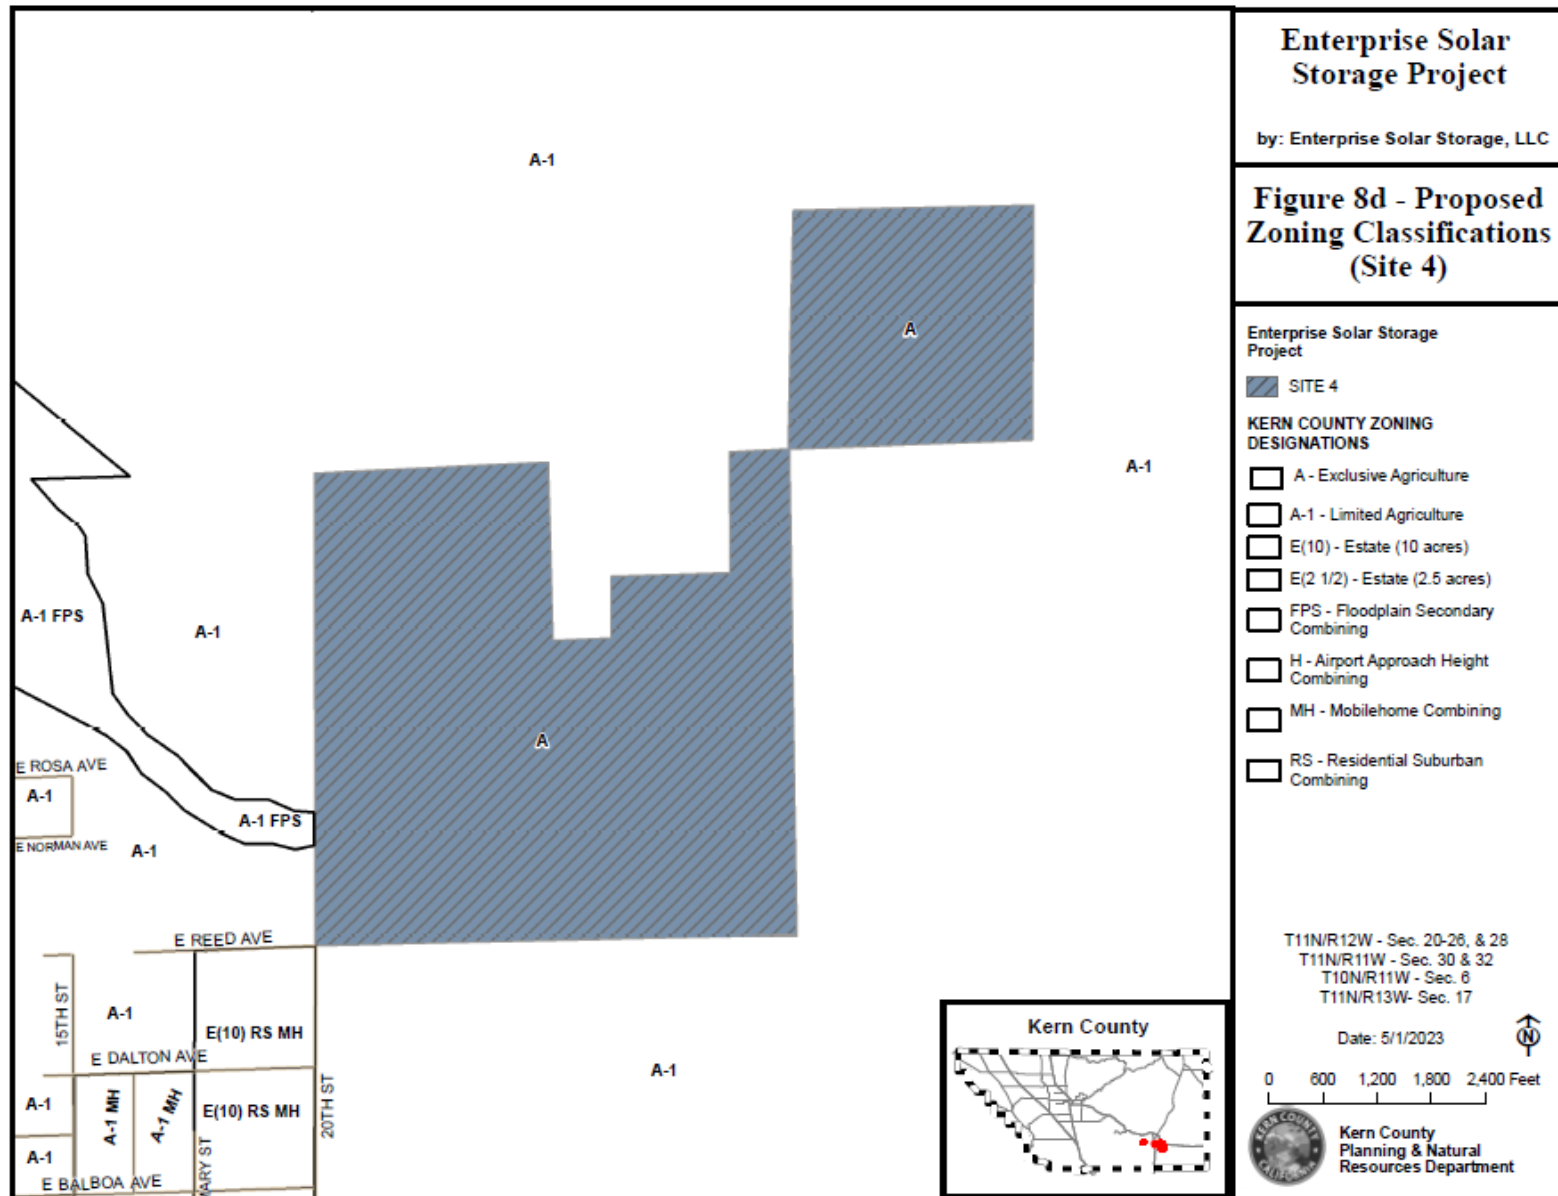 Enterprise Solar
Storage Project
by: Enterprise Solar Storage, LLC
Figure 8d - Proposed
Zoning Classifications
(Site 4)
Enterprise Solar Storage
Project
SITE 4
KERN COUNTY ZONING
DESIGNATIONS
A - Exclusive Agriculture
A-1 - Limited Agriculture
E(10) - Estate (10 acres)
E(2 1/2) - Estate (2.5 acres)
FPS - Floodplain Secondary
Combining
H - Airport Approach Height
Combining
MH - Mobilehome Combining
RS - Residential Suburban
Combining
T11N/R12W - Sec. 20-26, & 28
T11N/R11W - Sec. 30 & 32
T10N/R11W - Sec. 6
T11N/R13W- Sec. 17
Date: 5/1/2023
N
0 600 1,200 1,800 2,400 Feet
KERN COUNTY
CALIFORNIA
Kern County
Planning & Natural
Resources Department
A-1
A
A-1
A-1 FPS
A-1
A
E ROSA AVE
A-1
A-1 FPS
E NORMAN AVE
A-1
E REED AVE
15TH ST
A-1
E(10) RS MH
E DALTON AVE
A-1
A-1 MH
A-1 MH
E(10) RS MH
20TH ST
A-1
A-1
E BALBOA AVE
MARY ST
Kern County